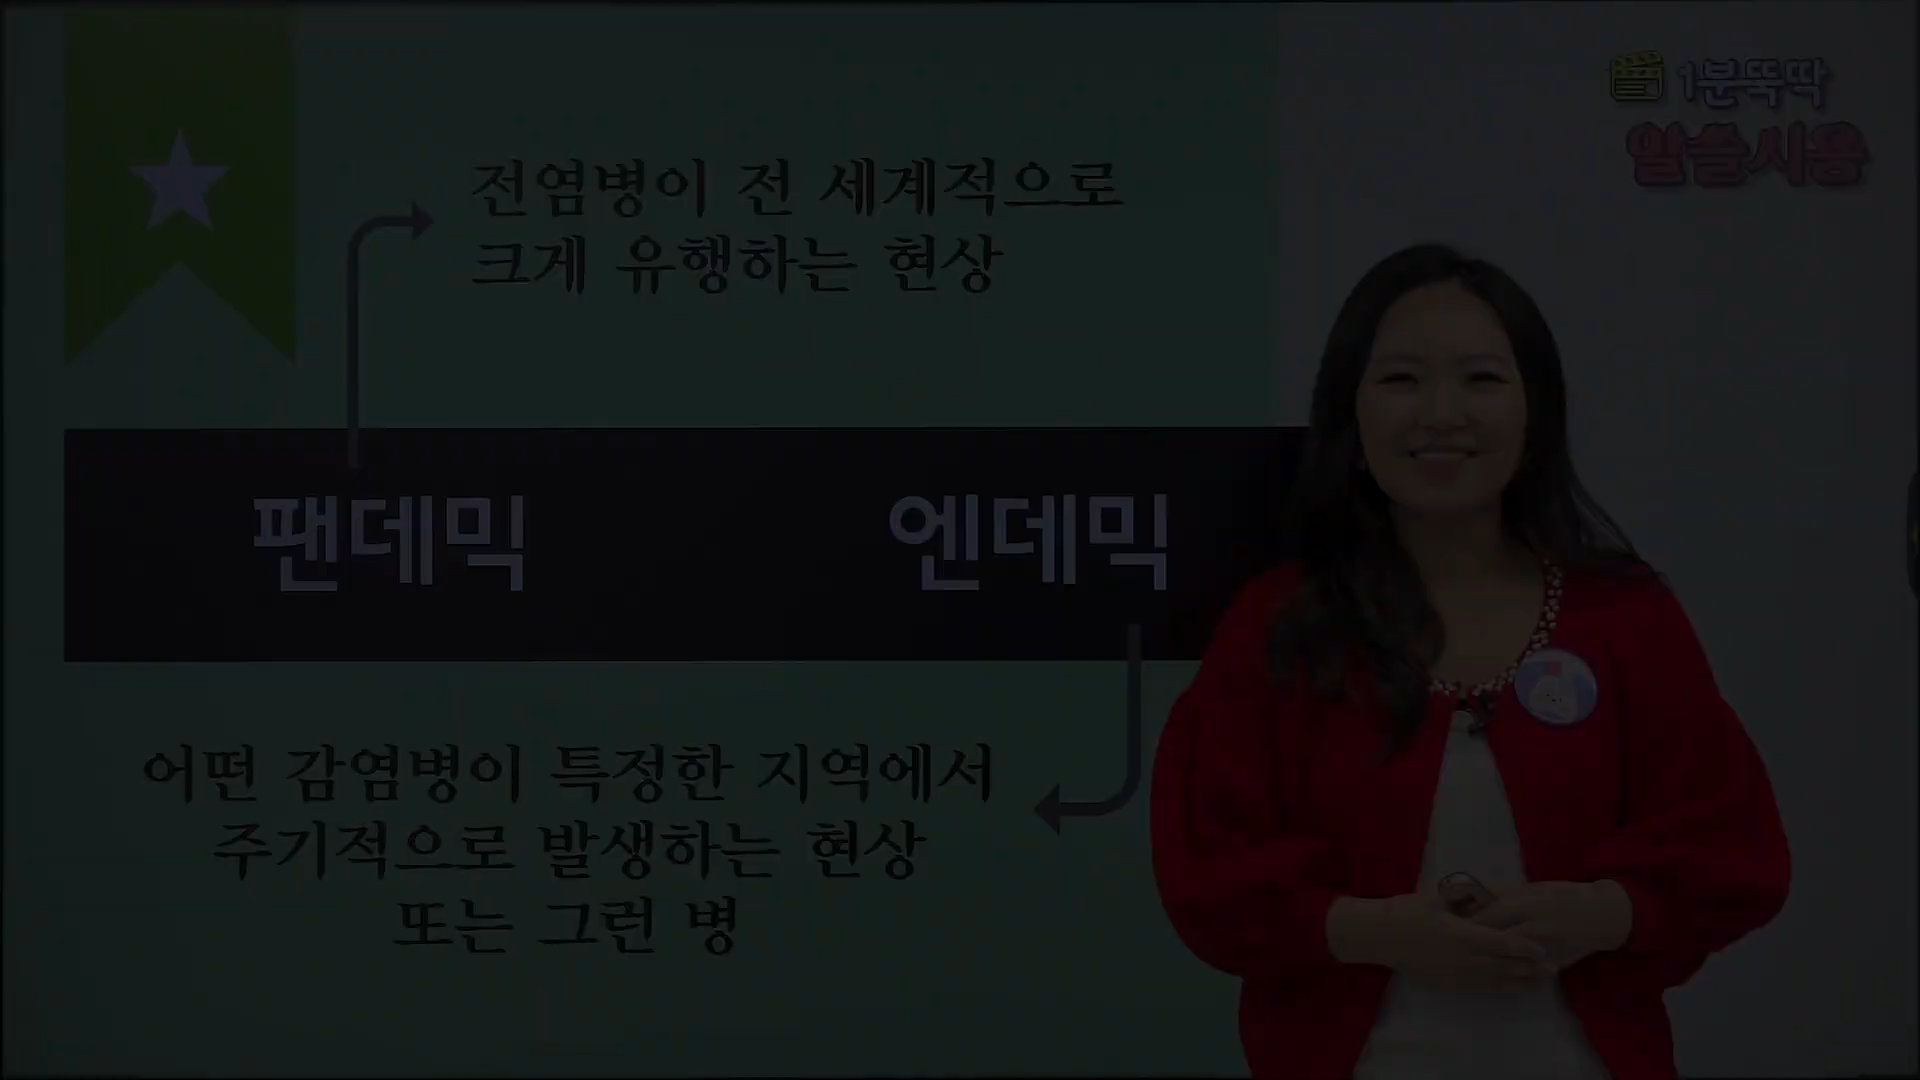 1분뚝딱
말쏠시용
전염병이 전 세계적으로
크게 유행하는 현상
팬데믹
엔데믹
어떤 감염병이 특정한 지역에서
주기적으로 발생하는 현상
또는 그런 병